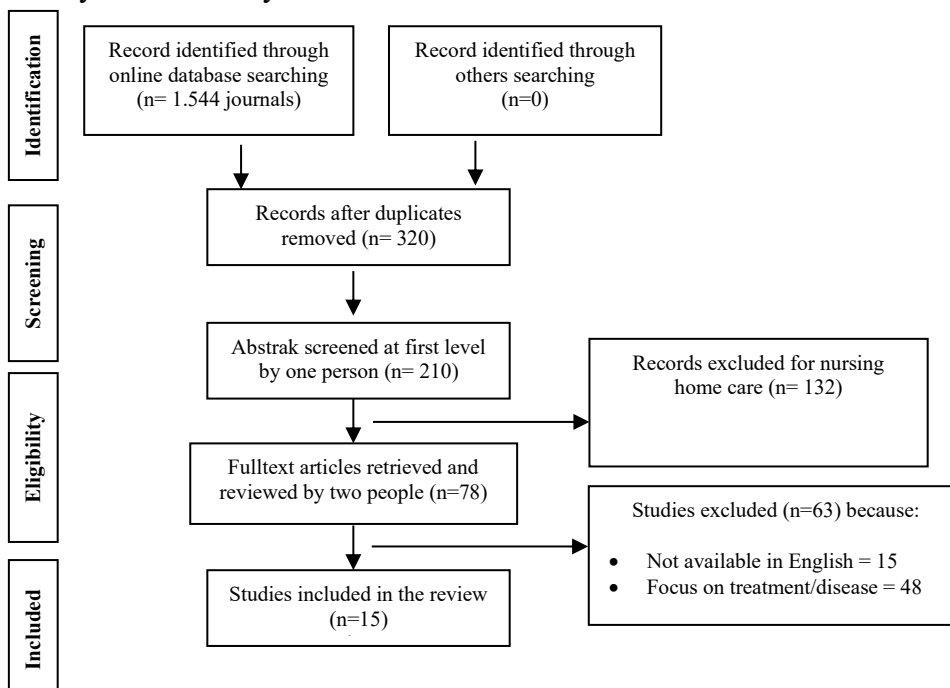 Identification
Record identified through
online database searching
(n= 1.544 journals)
Record identified through
others searching
(n=0)
Records after duplicates
removed (n= 320)
Screening
Abstrak screened at first level
by one person (n= 210)
Records excluded for nursing
home care (n= 132)
Eligibility
Fulltext articles retrieved and
reviewed by two people (n=78)
Studies excluded (n=63) because:
• Not available in English = 15
• Focus on treatment/disease = 48
Included
Studies included in the review
(n=15)